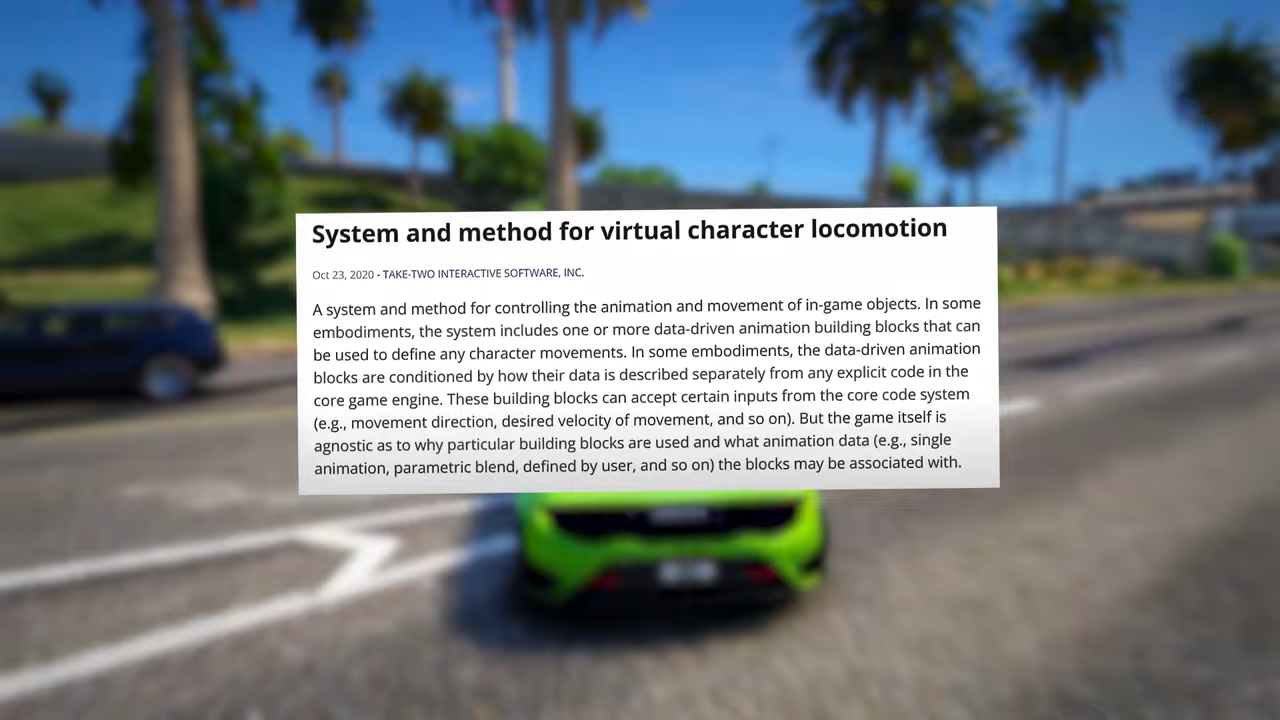 System and method for virtual character locomotion
Oct 23, 2020 - TAKE-TWO INTERACTIVE SOFTWARE, INC.
A system and method for controlling the animation and movement of in-game objects. In some
embodiments, the system includes one or more data-driven animation building blocks that can
be used to define any character movements. In some embodiments, the data-driven animation
blocks are conditioned by how their data is described separately from any explicit code in the
core game engine. These building blocks can accept certain inputs from the core code system
(e.g., movement direction, desired velocity of movement, and so on). But the game itself is
agnostic as to why particular building blocks are used and what animation data (e.g., single
animation, parametric blend, defined by user, and so on) the blocks may be associated with.